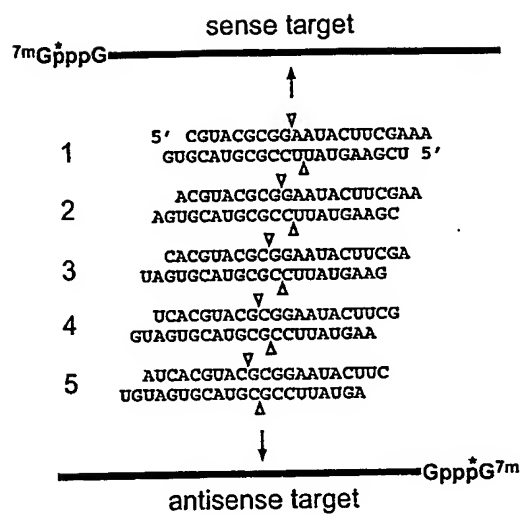 sense target
7mGpppG
5' CGUACGCGGAAUACUUCGAAA
1
GUGCAUGCGCCUUAUGAAGCU 5'
ACGUACGCGGAAUACUUCGAA
2
AGUGCAUGCGCCUUAUGAAGC
CACGUACGCGGAAUACUUCGA
3
UAGUGCAUGCGCCUUAUGAAG
UCACGUACGCGGAAUACUUCG
4
GUAGUGCAUGCGCCUUAUGAA
AUCACGUACGCGGAAUACUUC
5
UGUAGUGCAUGCGCCUUAUGA
GpppG7m
antisense target